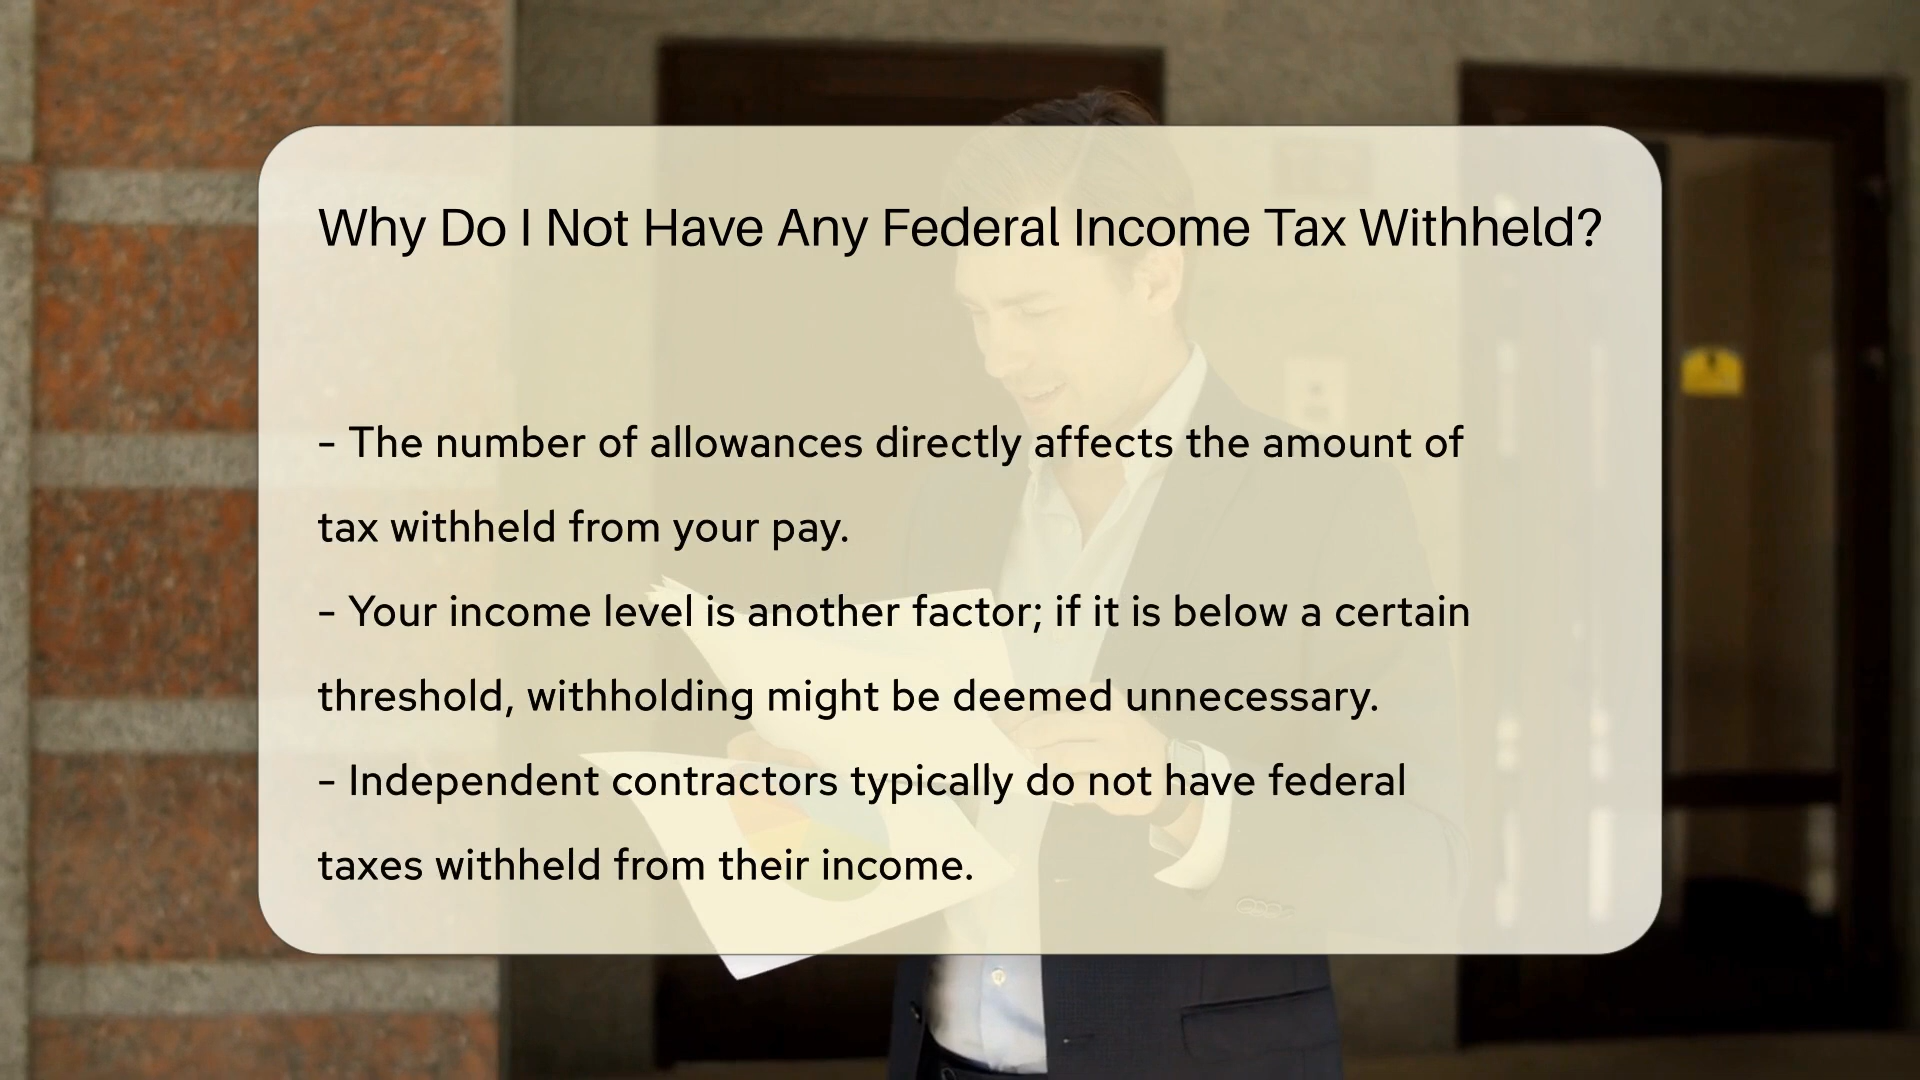 Why Do I Not Have Any Federal Income Tax Withheld?
- The number of allowances directly affects the amount of
tax withheld from your pay.
- Your income level is another factor; if it is below a certain
threshold, withholding might be deemed unnecessary.
- Independent contractors typically do not have federal
taxes withheld from their income.